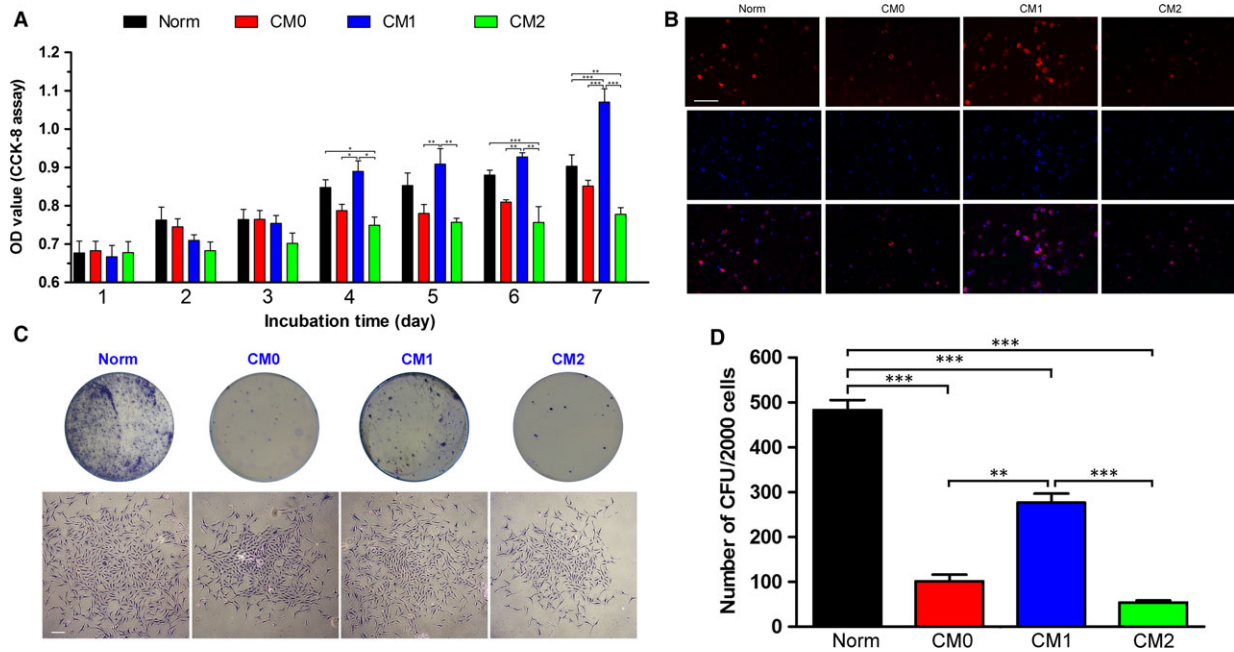 A
Norm CM0 CM1 CM2
OD value (CCK-8 assay)
1.2
1.1
1.0
0.9
0.8
0.7
0.6
* * *
** **
*** ** **
** *** *** ***
1 2 3 4 5 6 7
Incubation time (day)
B
Norm CM0 CM1 CM2
C
Norm CM0 CM1 CM2
D
Number of CFU/2000 cells
600
500
400
300
200
100
0
***
***
***
** ***
Norm CM0 CM1 CM2